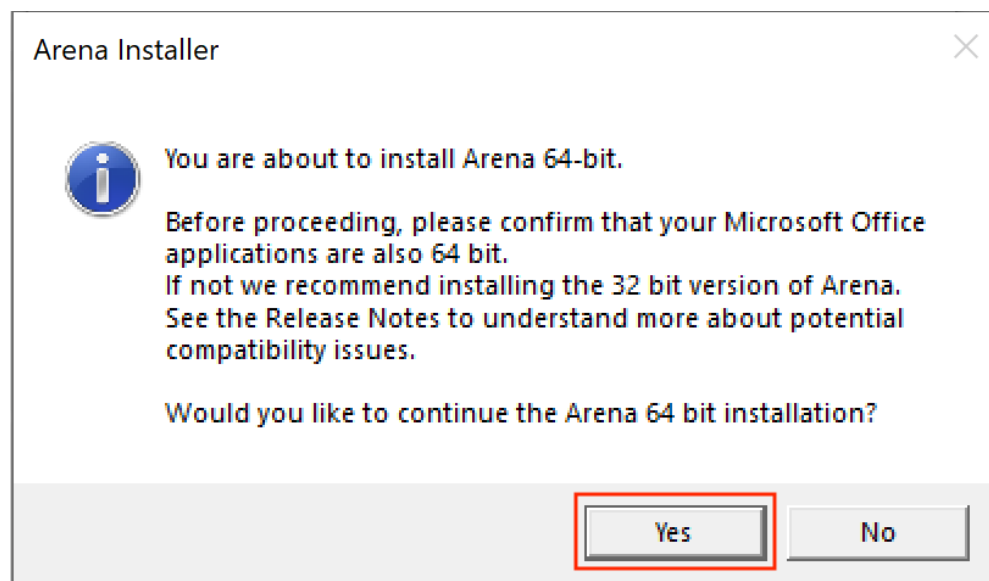 Arena Installer
You are about to install Arena 64-bit.
Before proceeding, please confirm that your Microsoft Office
applications are also 64 bit.
If not we recommend installing the 32 bit version of Arena.
See the Release Notes to understand more about potential
compatibility issues.
Would you like to continue the Arena 64 bit installation?
Yes
No